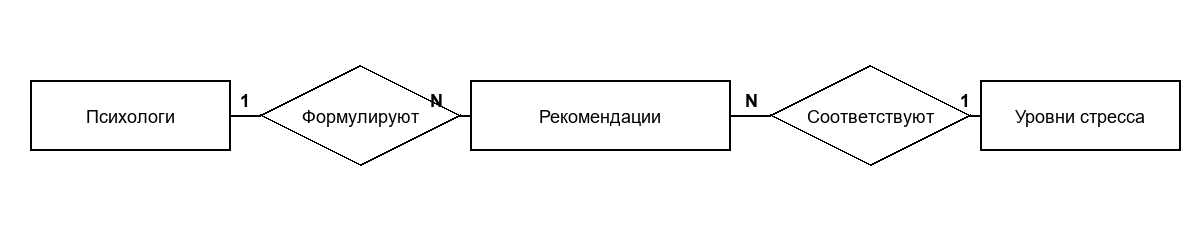 1 N N 1
Психологи Формулируют Рекомендации Соответствуют Уровни стресса